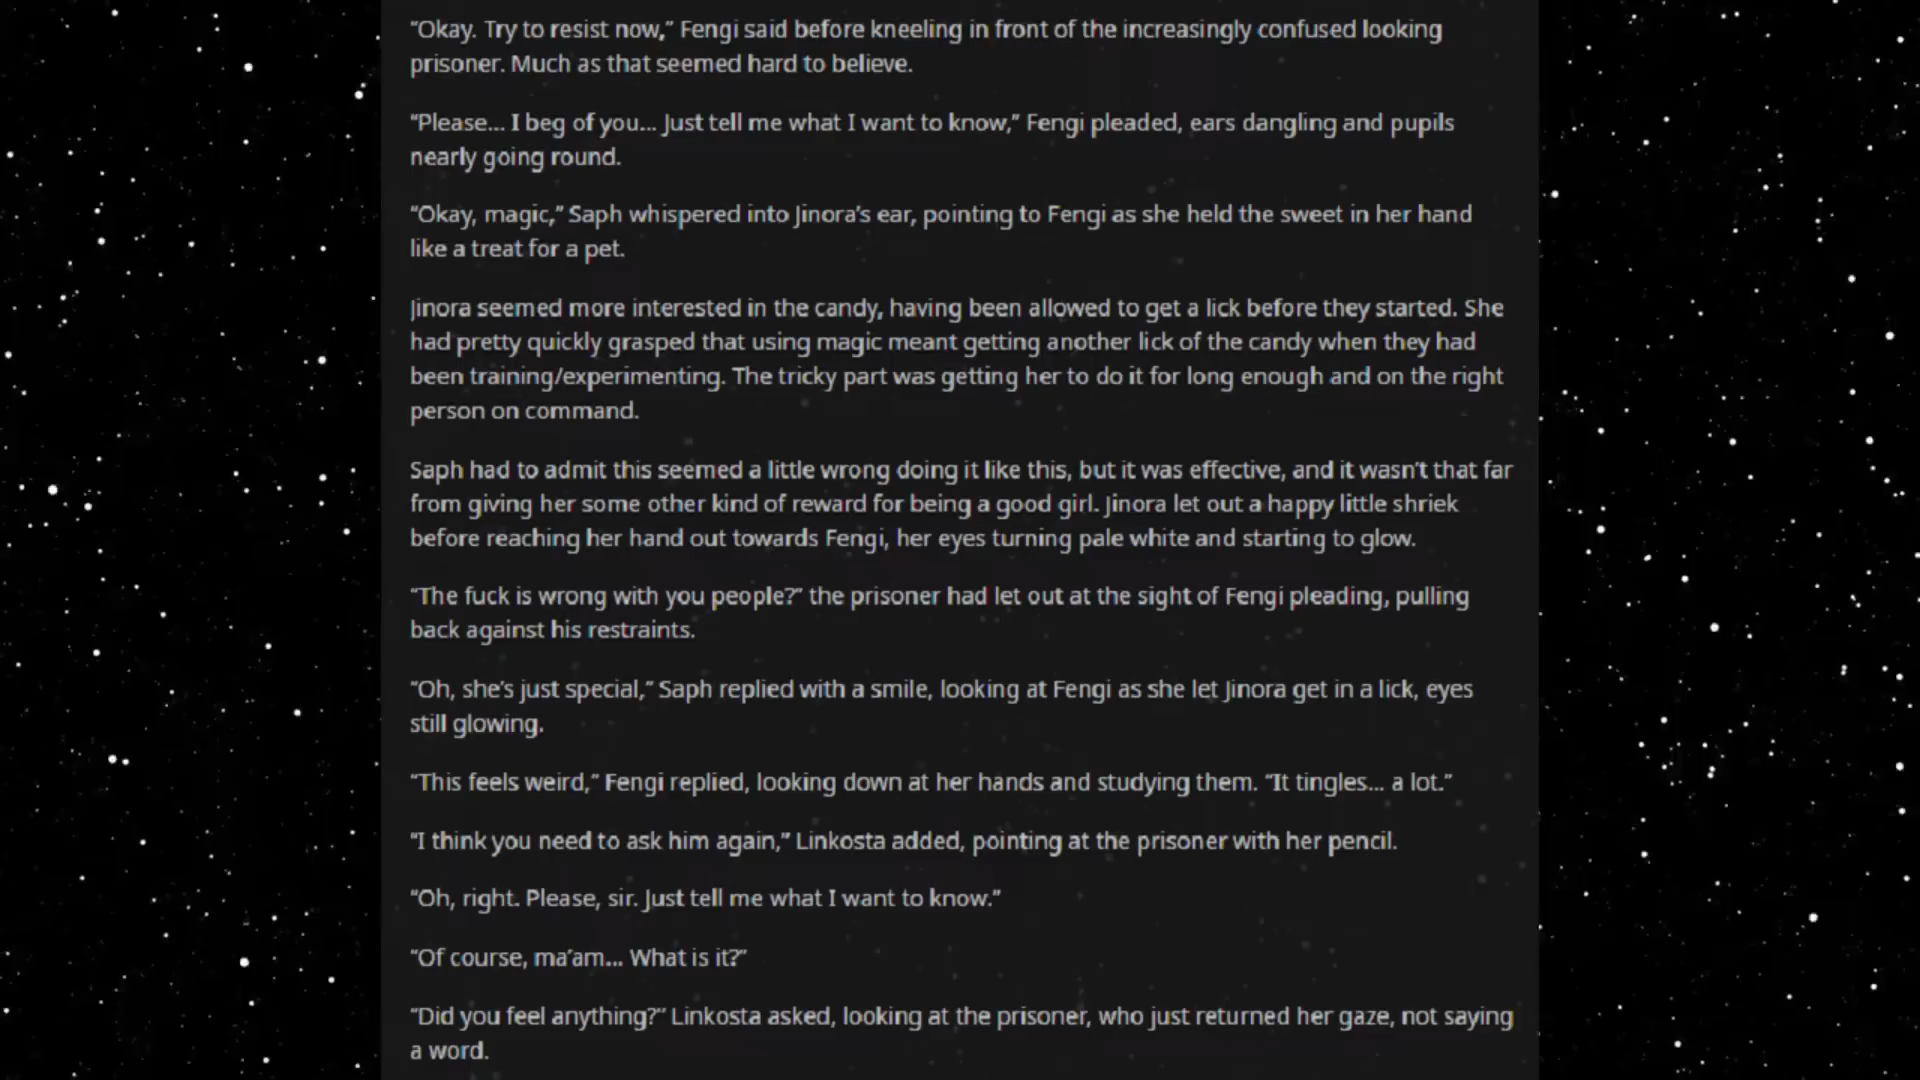 “Okay. Try to resist now,” Fengi said before kneeling in front of the increasingly confused looking
prisoner. Much as that seemed hard to believe.
“Please... I beg of you... Just tell me what I want to know,” Fengi pleaded, ears dangling and pupils
nearly going round.
“Okay, magic,” Saph whispered into Jinora’s ear, pointing to Fengi as she held the sweet in her hand
like a treat for a pet.
Jinora seemed more interested in the candy, having been allowed to get a lick before they started. She
had pretty quickly grasped that using magic meant getting another lick of the candy when they had
been training/experimenting. The tricky part was getting her to do it for long enough and on the right
person on command.
Saph had to admit this seemed a little wrong doing it like this, but it was effective, and it wasn’t that far
from giving her some other kind of reward for being a good girl. Jinora let out a happy little shriek
before reaching her hand out towards Fengi, her eyes turning pale white and starting to glow.
“The fuck is wrong with you people?” the prisoner had let out at the sight of Fengi pleading, pulling
back against his restraints.
“Oh, she’s just special,” Saph replied with a smile, looking at Fengi as she let Jinora get in a lick, eyes
still glowing.
“This feels weird,” Fengi replied, looking down at her hands and studying them. “It tingles... a lot.”
“I think you need to ask him again,” Linkosta added, pointing at the prisoner with her pencil.
“Oh, right. Please, sir. Just tell me what I want to know.”
“Of course, ma’am... What is it?”
“Did you feel anything?” Linkosta asked, looking at the prisoner, who just returned her gaze, not saying
a word.